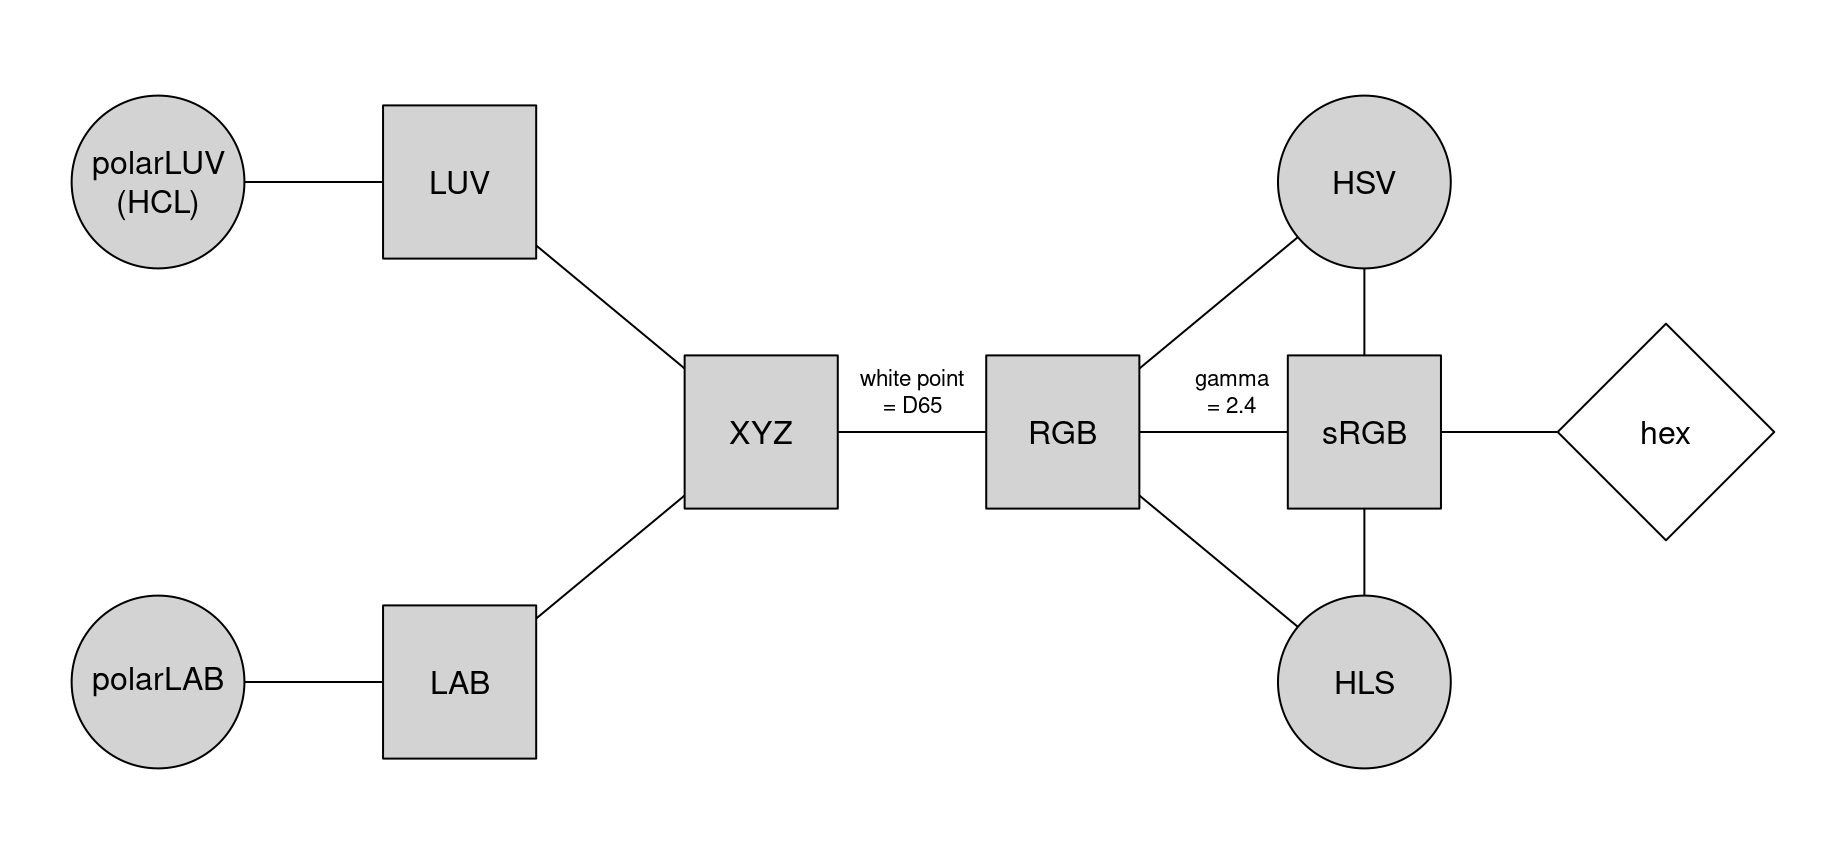 polarLUV
(HCL)
LUV
HSV
XYZ
white point
= D65
RGB
gamma
= 2.4
sRGB
hex
polarLAB
LAB
HLS